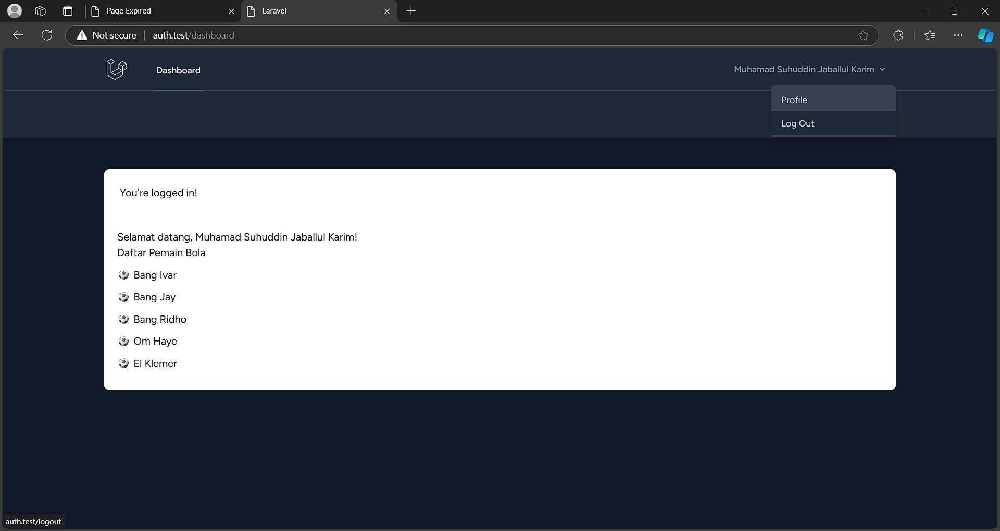 Page Expired
Laravel
Not secure
auth.test/dashboard
Dashboard
Muhamad Suhuddin Jaballul Karim
Profile
Log Out
You're logged in!
Selamat datang, Muhamad Suhuddin Jaballul Karim!
Daftar Pemain Bola
Bang Ivar
Bang Jay
Bang Ridho
Om Haye
El Klemer
auth.test/logout